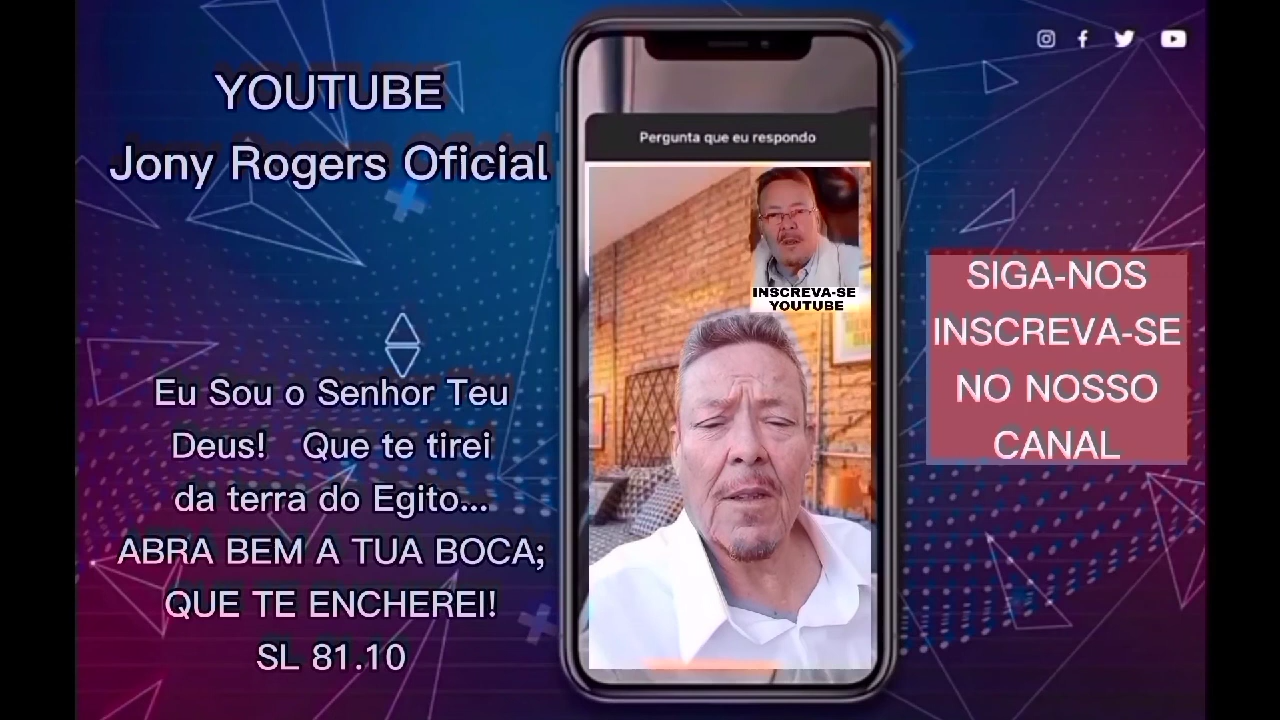 YOUTUBE
Jony Rogers Oficial
Eu Sou o Senhor Teu
Deus! Que te tirei
da terra do Egito...
ABRA BEM A TUA BOCA;
QUE TE ENCHEREI!
SL 81.10
Pergunta que eu respondo
INSCREVA-SE
YOUTUBE
SIGA-NOS
INSCREVA-SE
NO NOSSO
CANAL